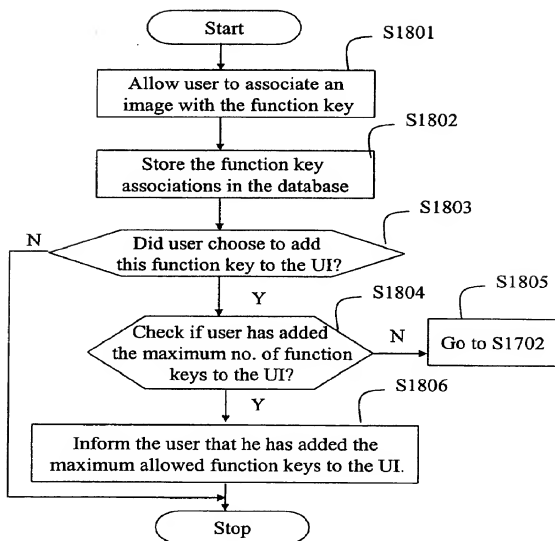 Start
S1801
Allow user to associate an
image with the function key
S1802
Store the function key
associations in the database
S1803
N
Did user choose to add
this function key to the UI?
Y
S1804
S1805
Check if user has added
the maximum no. of function
keys to the UI?
N
Go to S1702
Y
S1806
Inform the user that he has added the
maximum allowed function keys to the UI.
Stop